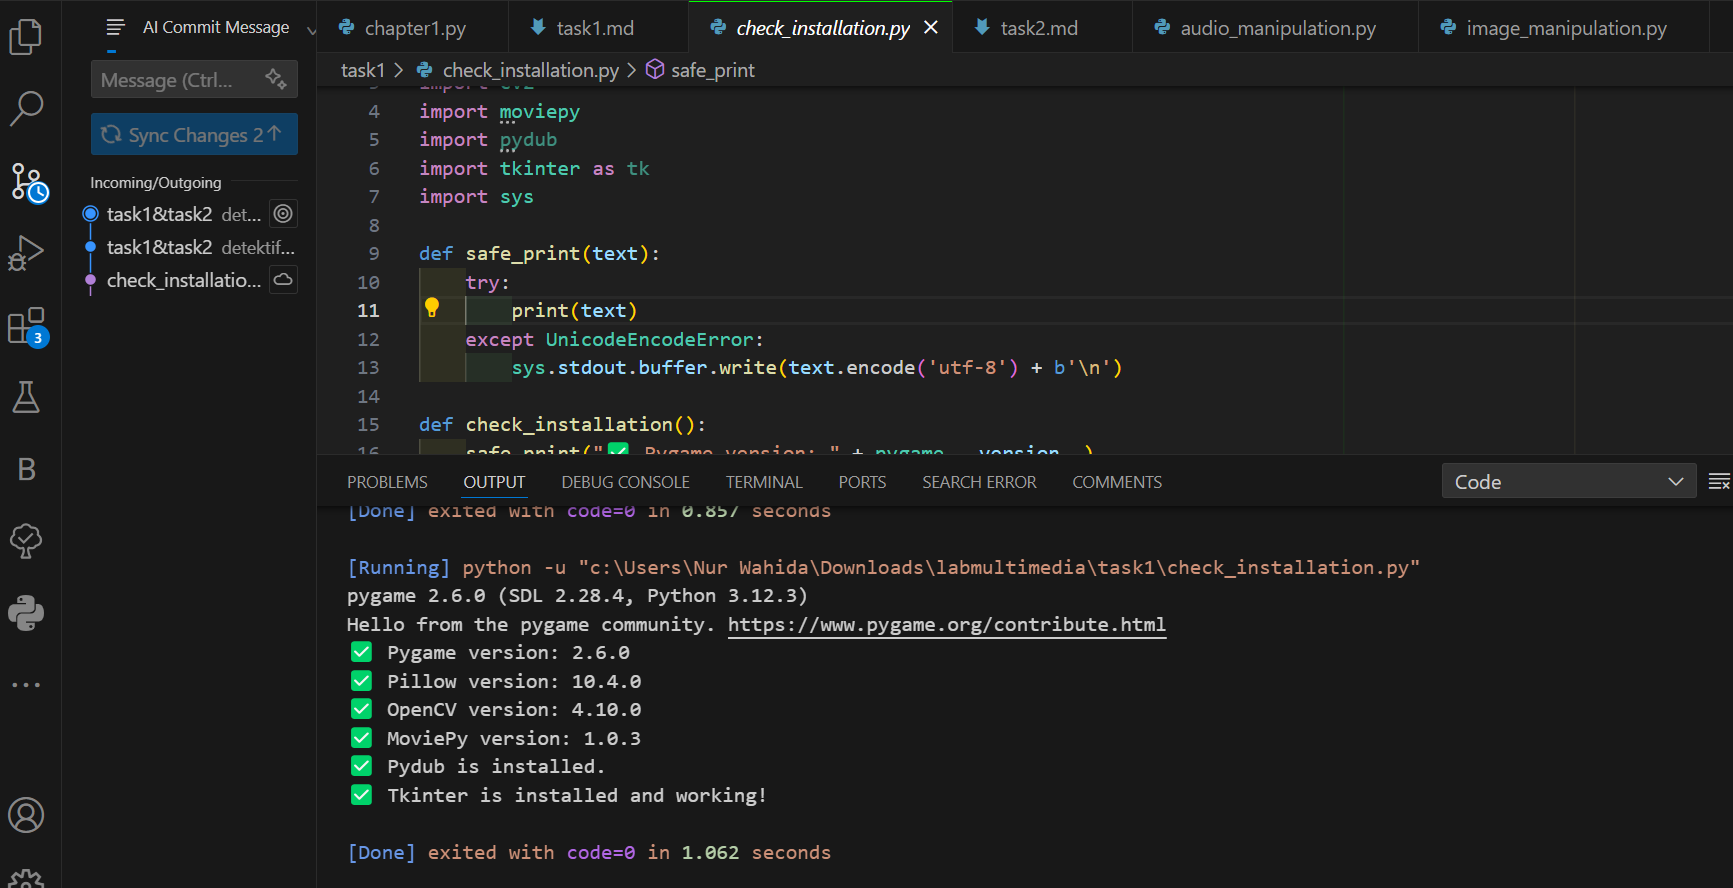 AI Commit Message
chapter1.py
task1.md
check_installation.py
task2.md
audio_manipulation.py
image_manipulation.py
Message (Ctrl...
Sync Changes 2↑
Incoming/Outgoing
task1&task2 det...
task1&task2 detektif...
check_installatio...
3
B
task1 > check_installation.py > safe_print
3 import cv2
4 import moviepy
5 import pydub
6 import tkinter as tk
7 import sys
8
9 def safe_print(text):
10 try:
11 print(text)
12 except UnicodeEncodeError:
13 sys.stdout.buffer.write(text.encode('utf-8') + b'\n')
14
15 def check_installation():
16 safe_print("✅ Pygame version: " + pygame.__version__)
PROBLEMS OUTPUT DEBUG CONSOLE TERMINAL PORTS SEARCH ERROR COMMENTS
Code
[Done] exited with code=0 in 0.857 seconds
[Running] python -u "c:\Users\Nur Wahida\Downloads\labmultimedia\task1\check_installation.py"
pygame 2.6.0 (SDL 2.28.4, Python 3.12.3)
Hello from the pygame community. https://www.pygame.org/contribute.html
✅ Pygame version: 2.6.0
✅ Pillow version: 10.4.0
✅ OpenCV version: 4.10.0
✅ MoviePy version: 1.0.3
✅ Pydub is installed.
✅ Tkinter is installed and working!
[Done] exited with code=0 in 1.062 seconds